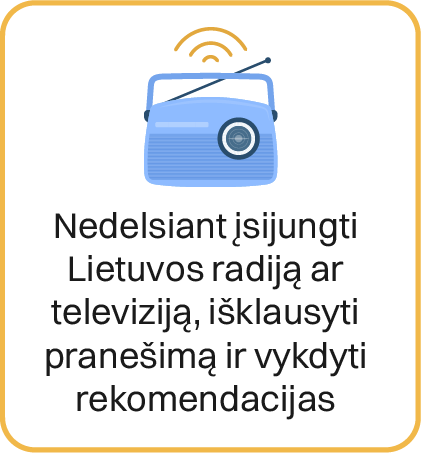 Nedelsiant įsijungti
Lietuvos radiją ar
televiziją, išklausyti
pranešimą ir vykdyti
rekomendacijas